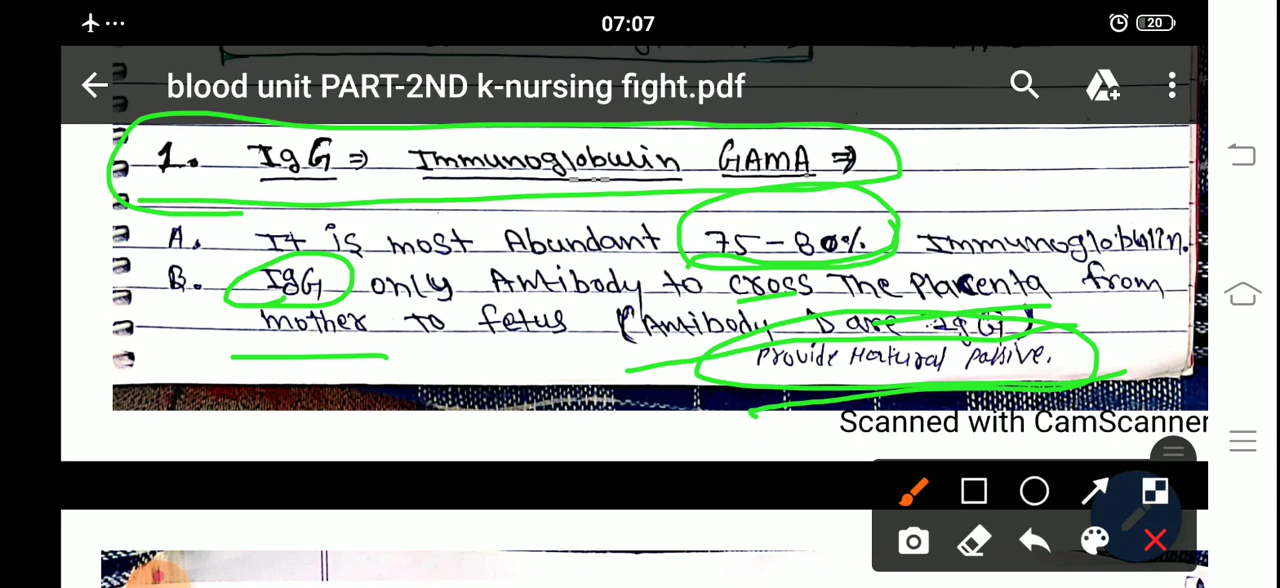 07:07
20
blood unit PART-2ND k-nursing fight.pdf
1. IgG ⇒ Immunoglobulin GAMA ⇒
A. It is most Abundant 75-80% Immunoglobulin.
B. IgG only Antibody to cross The Placenta from
mother to fetus (Antibody D are IgG)
Provide Natural passive.
Scanned with CamScanner